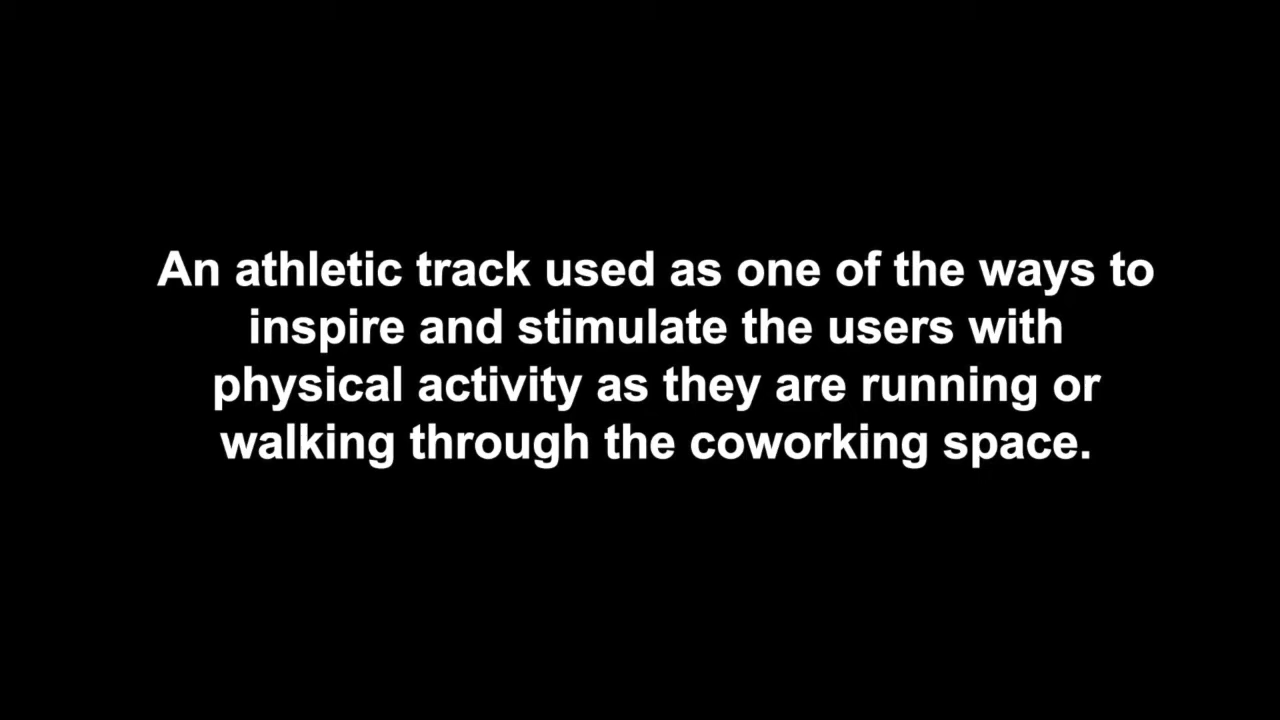 An athletic track used as one of the ways to
inspire and stimulate the users with
physical activity as they are running or
walking through the coworking space.